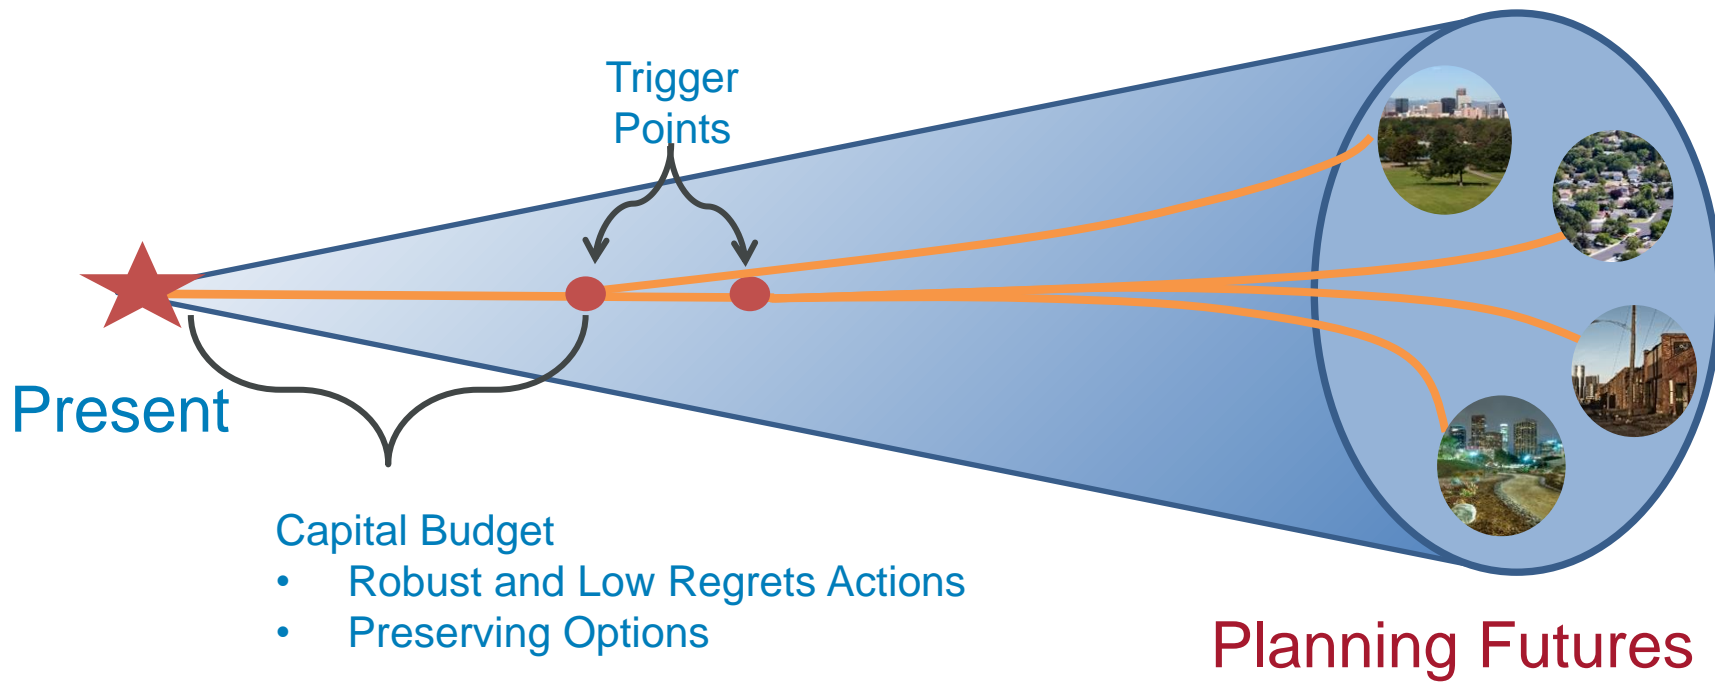 Trigger
Points
Present
Capital Budget
• Robust and Low Regrets Actions
• Preserving Options
Planning Futures